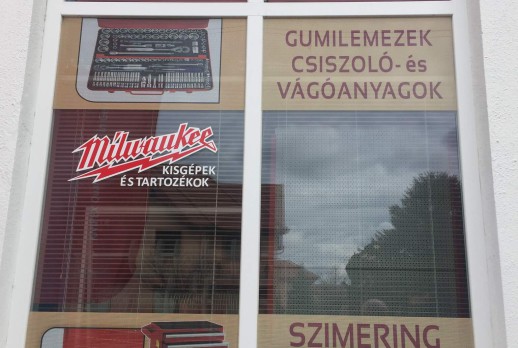 GUMILEMEZEK
CSISZOLÓ- és
VÁGÓANYAGOK
Milwaukee
KISGÉPEK
ÉS TARTOZÉKOK
SZIMERING